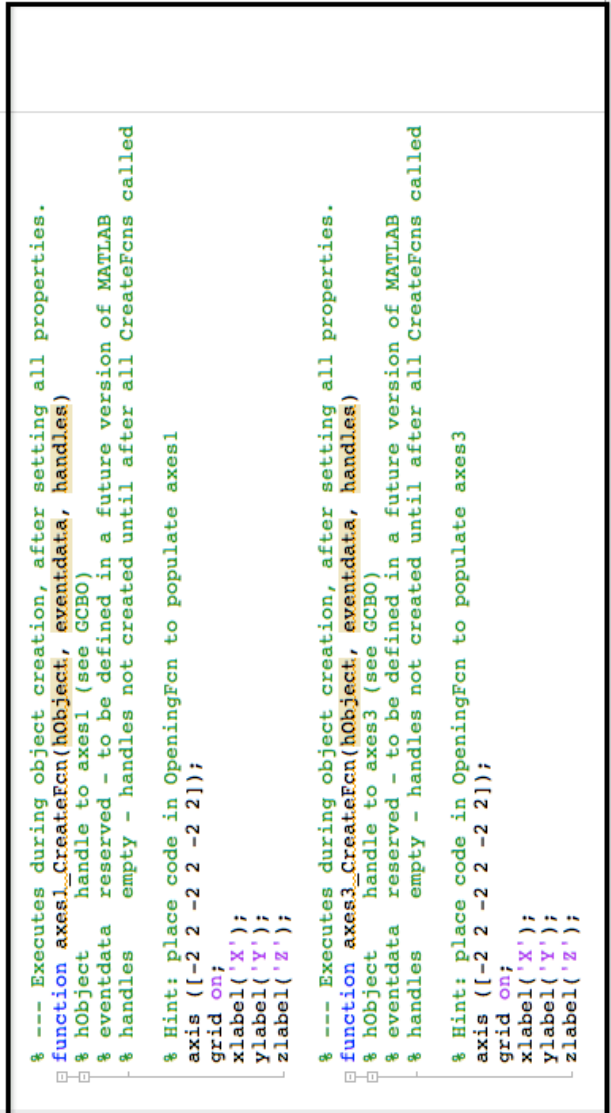 % --- Executes during object creation, after setting all properties.
function axes1_CreateFcn(hObject, eventdata, handles)
% hObject    handle to axes1 (see GCBO)
% eventdata  reserved - to be defined in a future version of MATLAB
% handles    empty - handles not created until after all CreateFcns called
% Hint: place code in OpeningFcn to populate axes1
axis ([-2 2 -2 2 -2 2]);
grid on;
xlabel('X');
ylabel('Y');
zlabel('Z');
% --- Executes during object creation, after setting all properties.
function axes3_CreateFcn(hObject, eventdata, handles)
% hObject    handle to axes3 (see GCBO)
% eventdata  reserved - to be defined in a future version of MATLAB
% handles    empty - handles not created until after all CreateFcns called
% Hint: place code in OpeningFcn to populate axes3
axis ([-2 2 -2 2 -2 2]);
grid on;
xlabel('X');
ylabel('Y');
zlabel('Z');